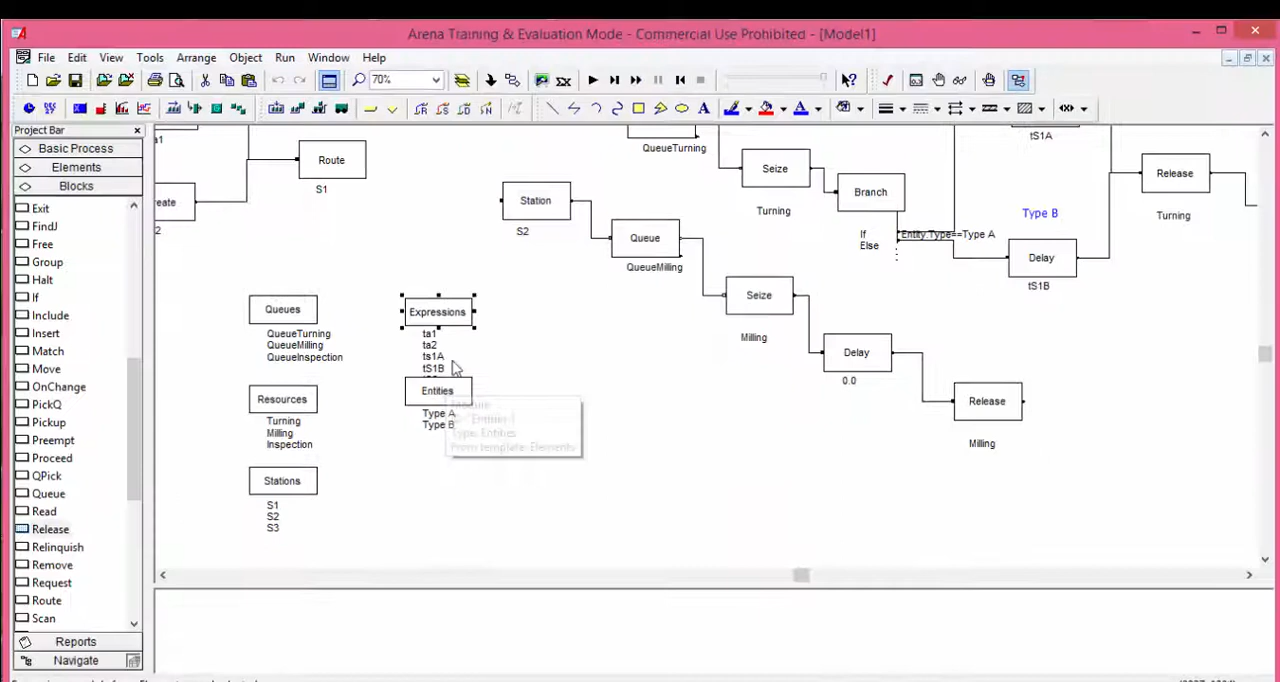 Arena Training & Evaluation Mode - Commercial Use Prohibited - [Model1]
File Edit View Tools Arrange Object Run Window Help
70%
Project Bar
Basic Process
Elements
Blocks
Exit
FindJ
Free
Group
Halt
If
Include
Insert
Match
Move
OnChange
PickQ
Pickup
Preempt
Proceed
QPick
Queue
Read
Release
Relinquish
Remove
Request
Route
Scan
Reports
Navigate
Route
S1
QueueTurning
Seize
Turning
Branch
If
Else
Entity.Type==Type A
tS1A
Type B
Delay
tS1B
Release
Turning
Station
S2
Queue
QueueMilling
Seize
Milling
Delay
0.0
Release
Milling
Queues
QueueTurning
QueueMilling
QueueInspection
Resources
Turning
Milling
Inspection
Stations
S1
S2
S3
Expressions
ta1
ta2
ts1A
tS1B
Entities
Type A
Type B
Type: Entities
From template: Elements